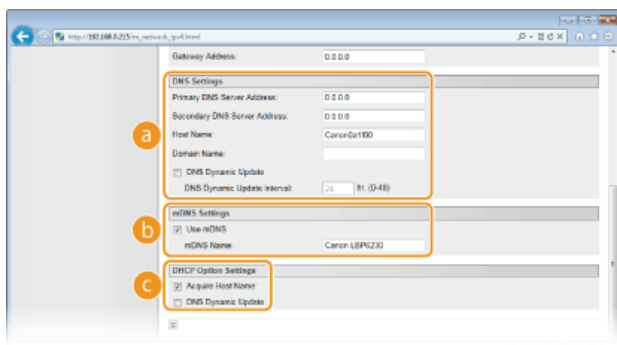 http://192.168.0.215/m_network_ipv4.html
Gateway Address: 0.0.0.0
DNS Settings
Primary DNS Server Address: 0.0.0.0
Secondary DNS Server Address: 0.0.0.0
a
Host Name: Canon0a1f00
Domain Name:
DNS Dynamic Update
DNS Dynamic Update Interval: 24 hr. (0-48)
mDNS Settings
b
Use mDNS
mDNS Name: Canon LBP6230
DHCP Option Settings
c
Acquire Host Name:
DNS Dynamic Update